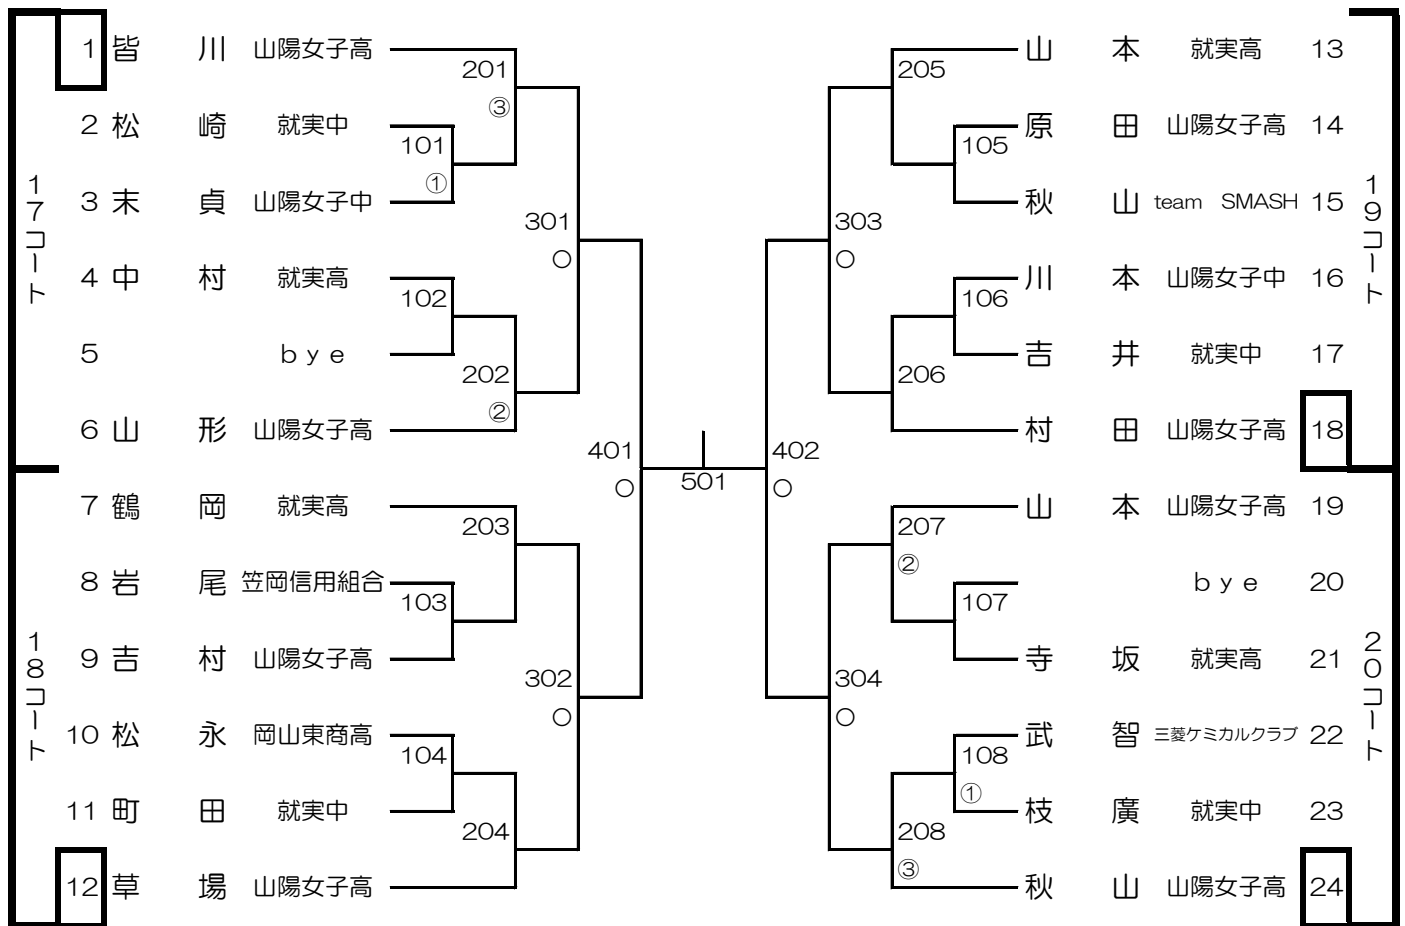 1 皆川 山陽女子高
201
③
2 松崎 就実中
101
①
3 末貞 山陽女子中
301
○
4 中村 就実高
102
5 bye
202
②
6 山形 山陽女子高
17コート
401
○
7 鶴岡 就実高
203
8 岩尾 笠岡信用組合
103
9 吉村 山陽女子高
302
○
10 松永 岡山東商高
104
11 町田 就実中
204
12 草場 山陽女子高
18コート
501
山本 就実高 13
205
原田 山陽女子高 14
105
秋山 team SMASH 15
303
○
川本 山陽女子中 16
106
吉井 就実中 17
206
村田 山陽女子高 18
19コート
402
○
山本 山陽女子高 19
207
②
bye 20
107
寺坂 就実高 21
304
○
武智 三菱ケミカルクラブ 22
108
①
枝廣 就実中 23
208
③
秋山 山陽女子高 24
20コート